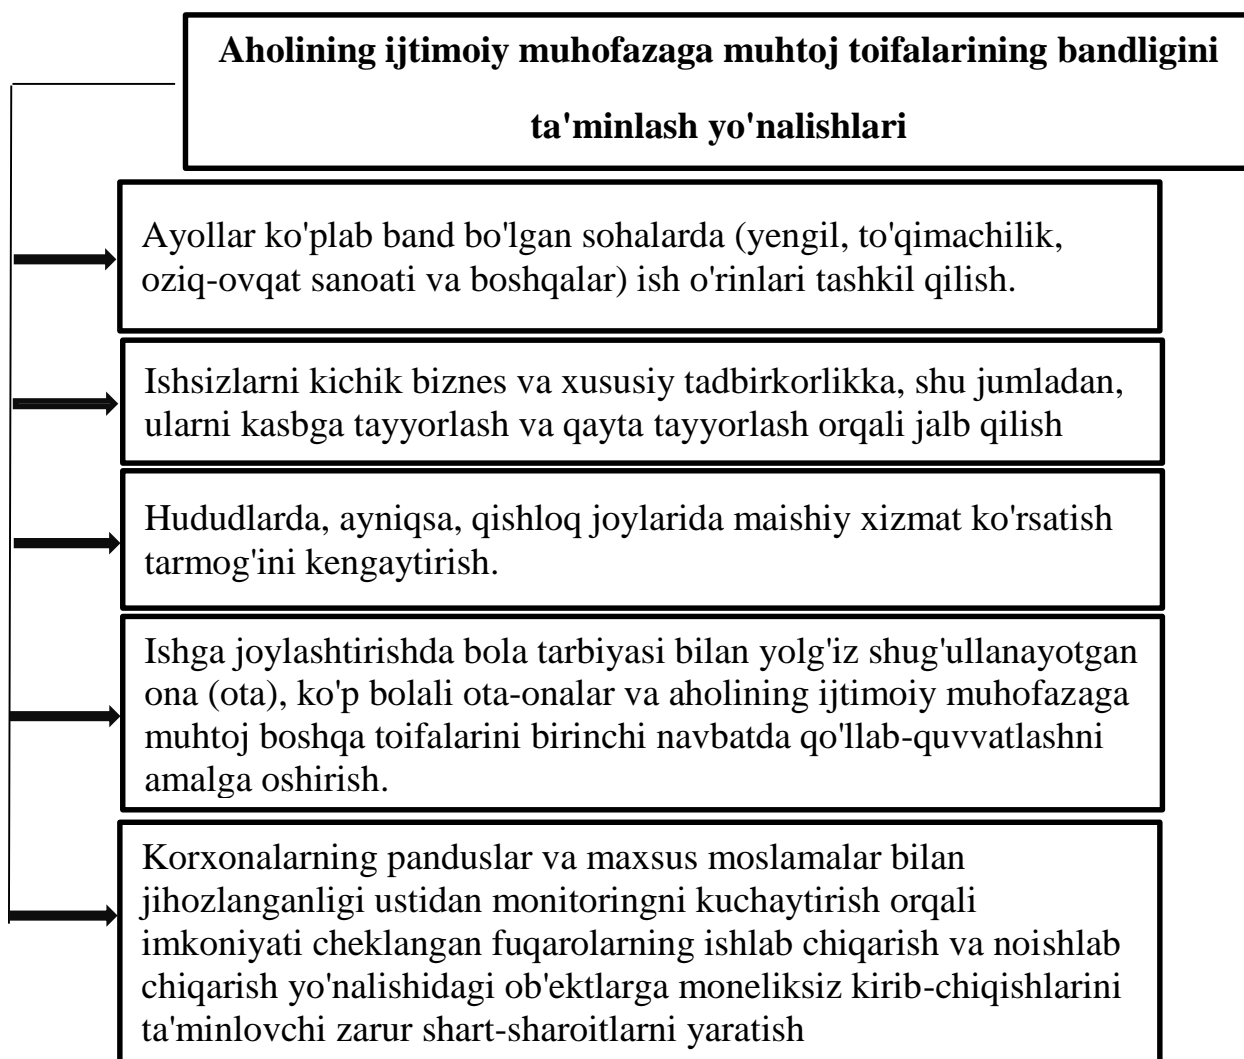 Aholining ijtimoiy muhofazaga muhtoj toifalarining bandligini
ta'minlash yo'nalishlari
Ayollar ko'plab band bo'lgan sohalarda (yengil, to'qimachilik,
oziq-ovqat sanoati va boshqalar) ish o'rinlari tashkil qilish.
Ishsizlarni kichik biznes va xususiy tadbirkorlikka, shu jumladan,
ularni kasbga tayyorlash va qayta tayyorlash orqali jalb qilish
Hududlarda, ayniqsa, qishloq joylarida maishiy xizmat ko'rsatish
tarmog'ini kengaytirish.
Ishga joylashtirishda bola tarbiyasi bilan yolg'iz shug'ullanayotgan
ona (ota), ko'p bolali ota-onalar va aholining ijtimoiy muhofazaga
muhtoj boshqa toifalarini birinchi navbatda qo'llab-quvvatlashni
amalga oshirish.
Korxonalarning panduslar va maxsus moslamalar bilan
jihozlanganligi ustidan monitoringni kuchaytirish orqali
imkoniyati cheklangan fuqarolarning ishlab chiqarish va noishlab
chiqarish yo'nalishidagi ob'ektlarga moneliksiz kirib-chiqishlarini
ta'minlovchi zarur shart-sharoitlarni yaratish